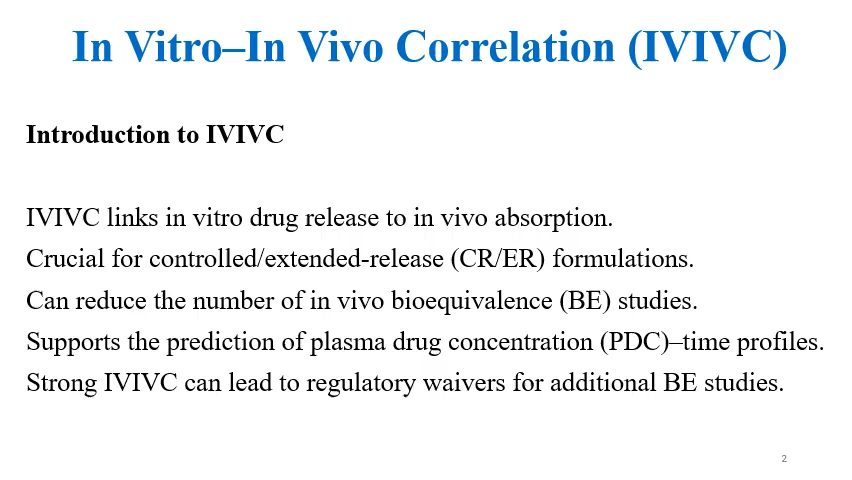 In Vitro–In Vivo Correlation (IVIVC)
Introduction to IVIVC
IVIVC links in vitro drug release to in vivo absorption.
Crucial for controlled/extended-release (CR/ER) formulations.
Can reduce the number of in vivo bioequivalence (BE) studies.
Supports the prediction of plasma drug concentration (PDC)–time profiles.
Strong IVIVC can lead to regulatory waivers for additional BE studies.
2